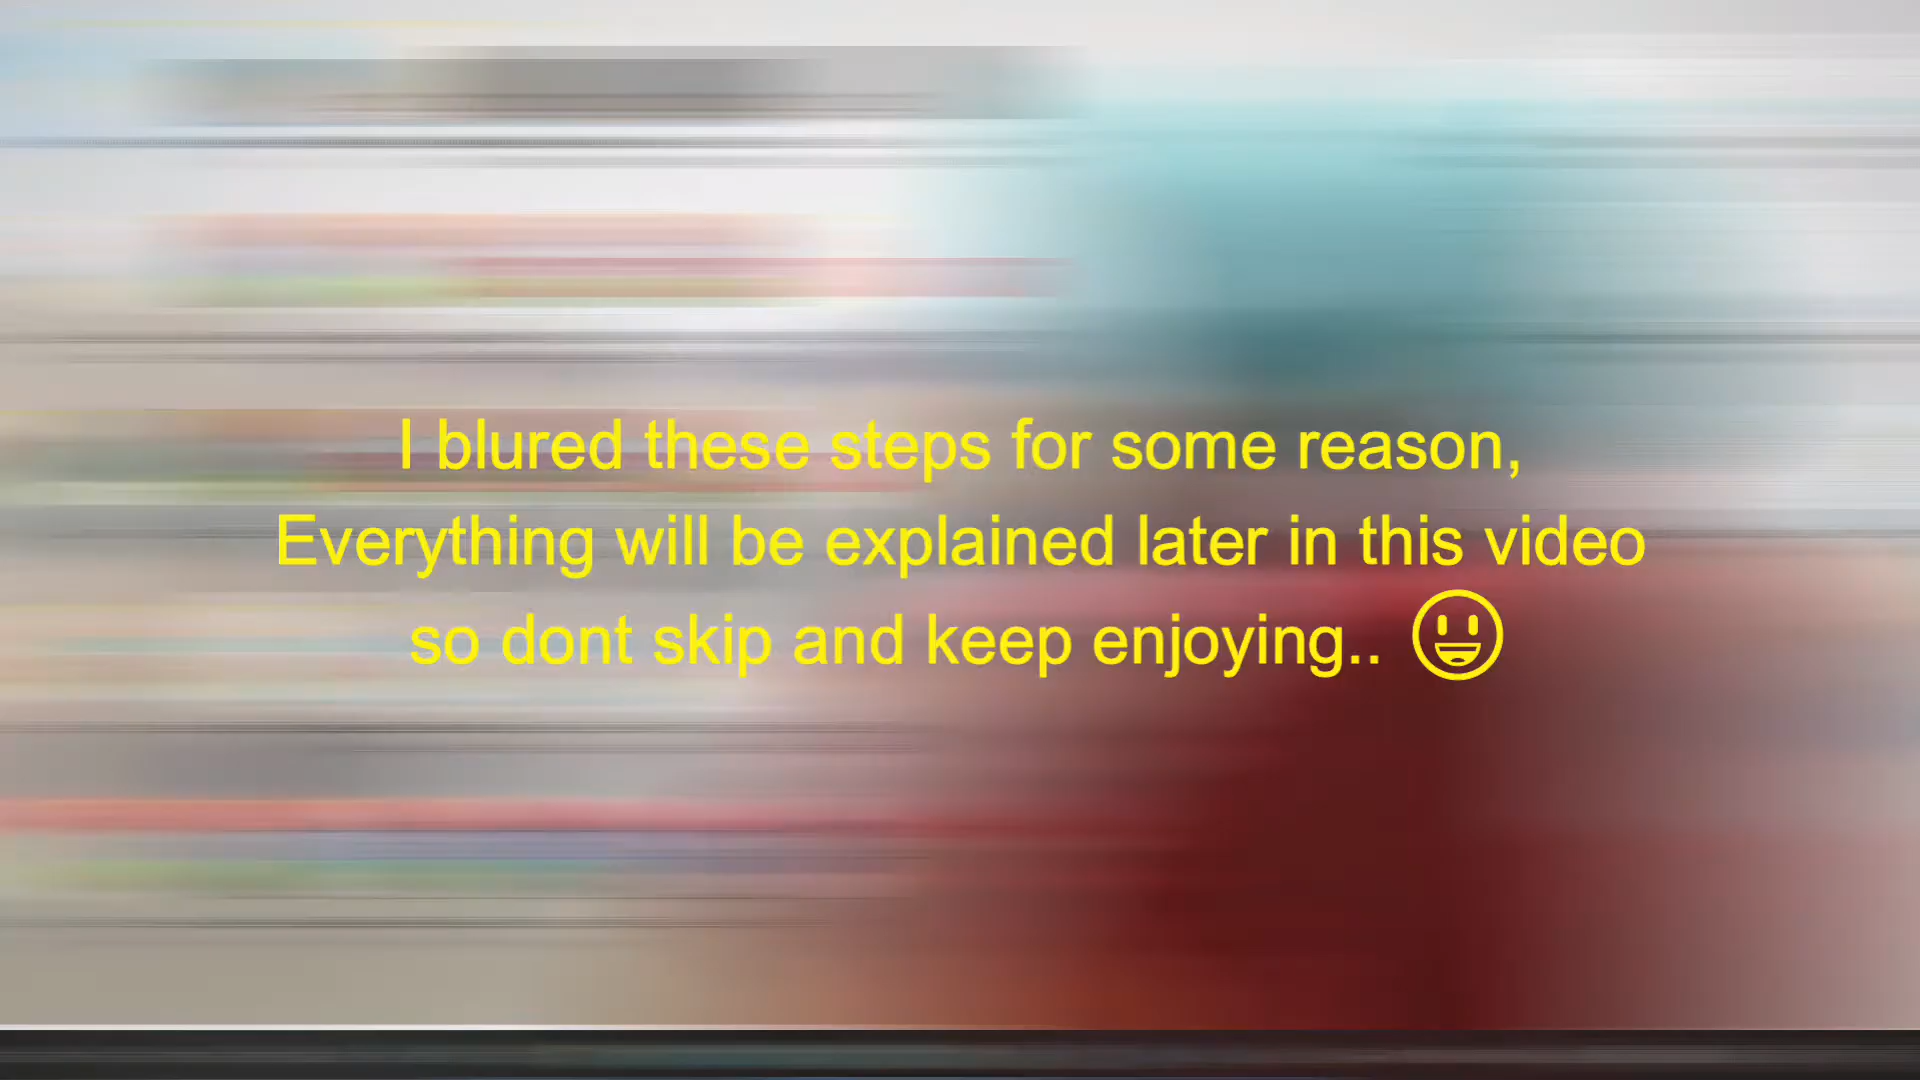 I blured these steps for some reason,
Everything will be explained later in this video
so dont skip and keep enjoying.. 😃